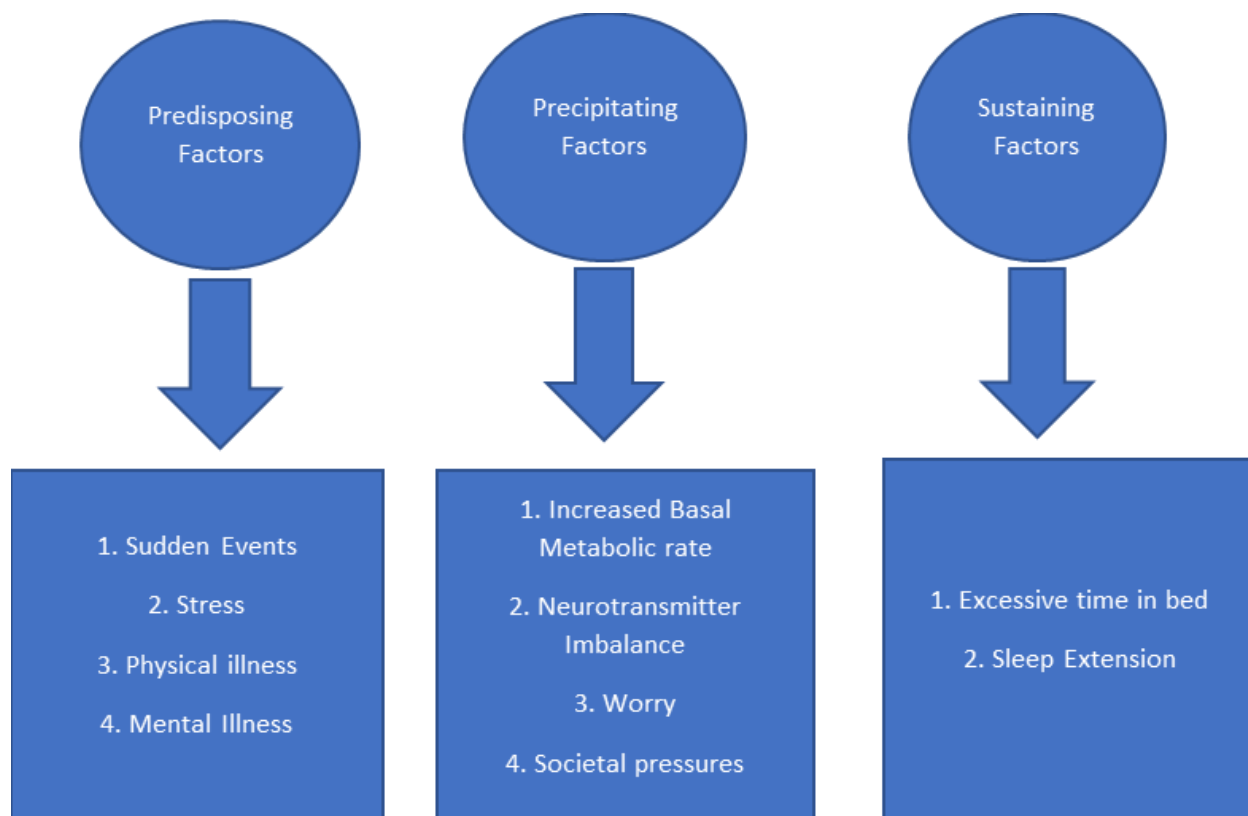 Predisposing
Factors
Precipitating
Factors
Sustaining
Factors
1. Sudden Events
2. Stress
3. Physical illness
4. Mental Illness
1. Increased Basal
Metabolic rate
2. Neurotransmitter
Imbalance
3. Worry
4. Societal pressures
1. Excessive time in bed
2. Sleep Extension